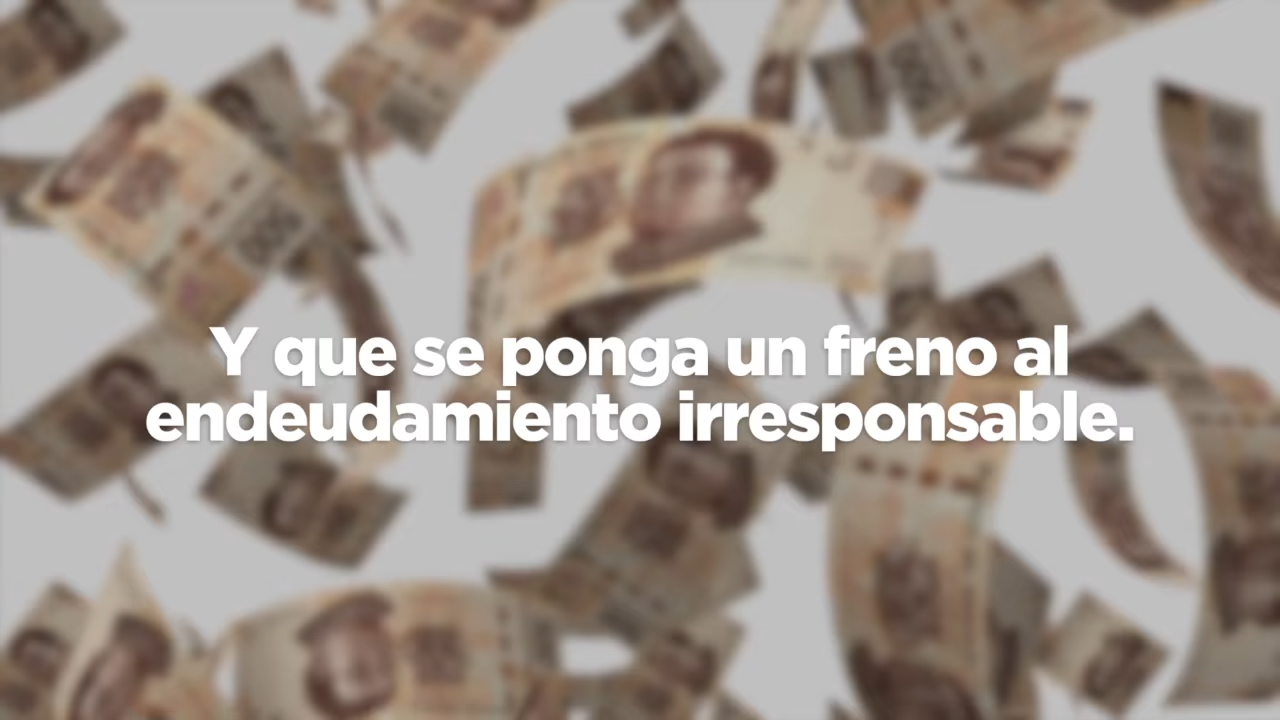 Y que se ponga un freno al
endeudamiento irresponsable.